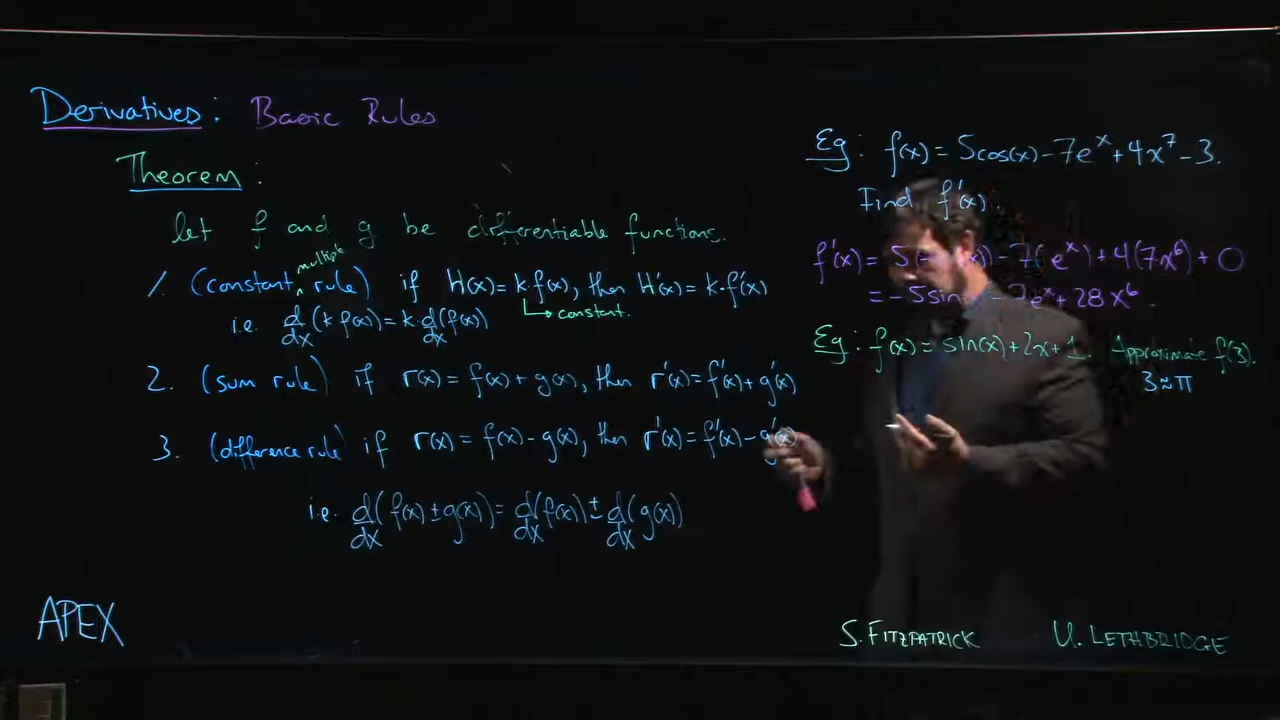 Derivatives: Basic Rules
Theorem:
let f and g be differentiable functions.
1. (constant multiple rule) if H(x) = k·f(x), then H'(x) = k·f'(x)
↳ constant.
i.e. d/dx (k f(x)) = k·d/dx (f(x))
2. (sum rule) if r(x) = f(x) + g(x), then r'(x) = f'(x) + g'(x)
3. (difference rule) if r(x) = f(x) - g(x), then r'(x) = f'(x) - g'(x)
i.e. d/dx (f(x) ± g(x)) = d/dx (f(x)) ± d/dx (g(x))
APEX
Eg: f(x) = 5cos(x) - 7e^x + 4x^7 - 3.
Find f'(x).
f'(x) = 5(- (x)) - 7(e^x) + 4(7x^6) + 0
= -5sin - 7e^x + 28x^6.
Eg: f(x) = sin(x) + 2x + 1. Approximate f(3).
3 ≈ π
S. FITZPATRICK U. LETHBRIDGE